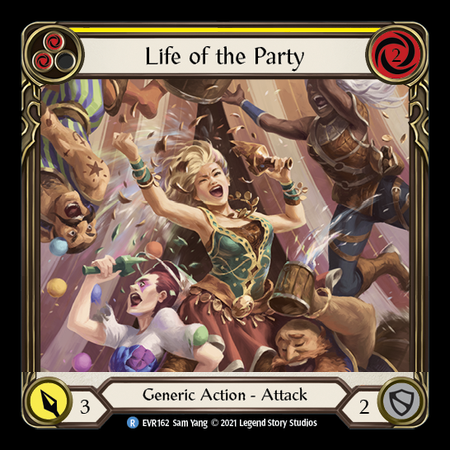 Life of the Party
2
Generic Action - Attack
3
2
R EVR162 Sam Yang © 2021 Legend Story Studios